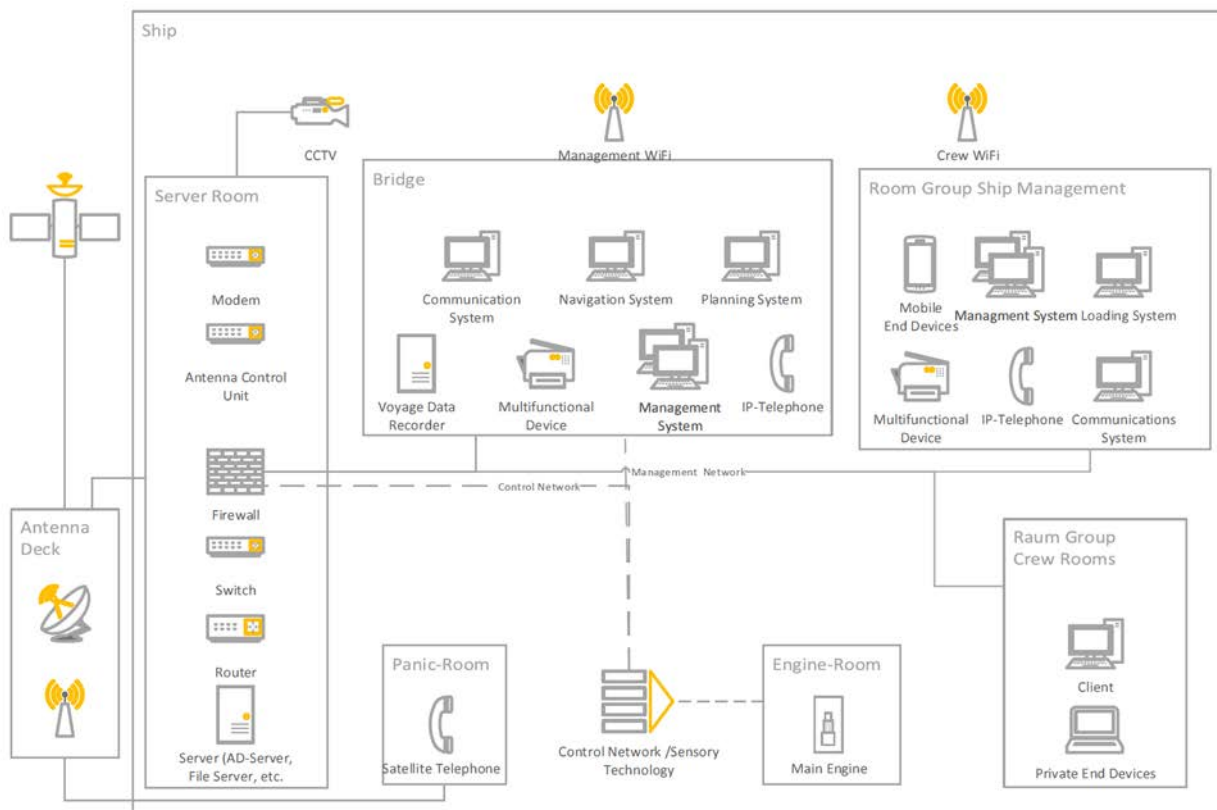 Ship
CCTV
Management WiFi
Crew WiFi
Server Room
Modem
Antenna Control
Unit
Firewall
Switch
Router
Server (AD-Server,
File Server, etc.
Bridge
Communication
System
Navigation System
Planning System
Voyage Data
Recorder
Multifunctional
Device
Management
System
IP-Telephone
Room Group Ship Management
Mobile
End Devices
Managment System
Loading System
Multifunctional
Device
IP-Telephone
Communications
System
Management Network
Control Network
Antenna
Deck
Panic-Room
Satellite Telephone
Control Network /Sensory
Technology
Engine-Room
Main Engine
Raum Group
Crew Rooms
Client
Private End Devices